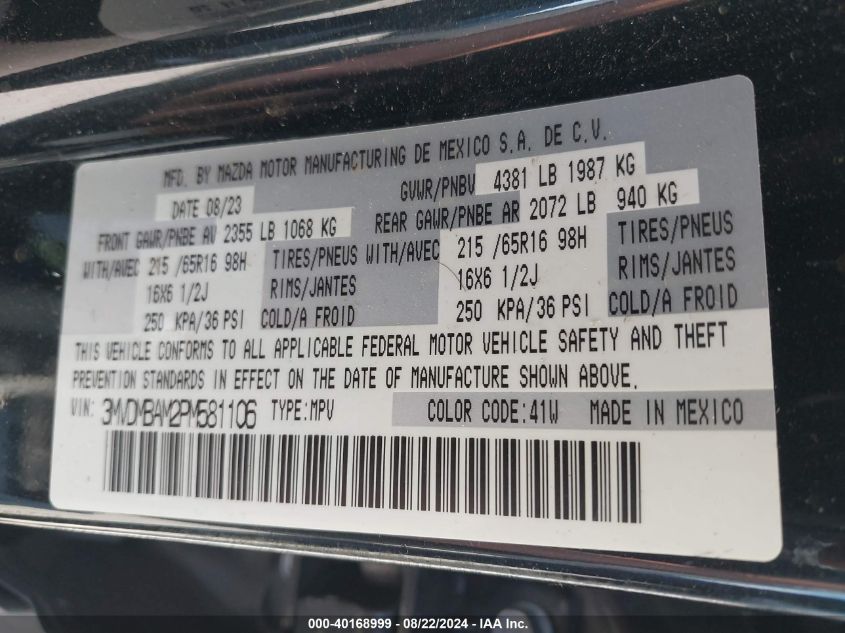 MFD. BY MAZDA MOTOR MANUFACTURING DE MEXICO S.A. DE C.V.
DATE 08/23 GVWR/PNBV 4381 LB 1987 KG
FRONT GAWR/PNBE AV 2355 LB 1068 KG REAR GAWR/PNBE AR 2072 LB 940 KG
WITH/AVEC 215 /65R16 98H TIRES/PNEUS WITH/AVEC 215 /65R16 98H TIRES/PNEUS
16X6 1/2J RIMS/JANTES 16X6 1/2J RIMS/JANTES
250 KPA/36 PSI COLD/A FROID 250 KPA/36 PSI COLD/A FROID
THIS VEHICLE CONFORMS TO ALL APPLICABLE FEDERAL MOTOR VEHICLE SAFETY AND THEFT
PREVENTION STANDARDS IN EFFECT ON THE DATE OF MANUFACTURE SHOWN ABOVE.
VIN: 3MVDMBAM2PM581106 TYPE:MPV COLOR CODE:41W MADE IN MEXICO
000-40168999 - 08/22/2024 - IAA Inc.